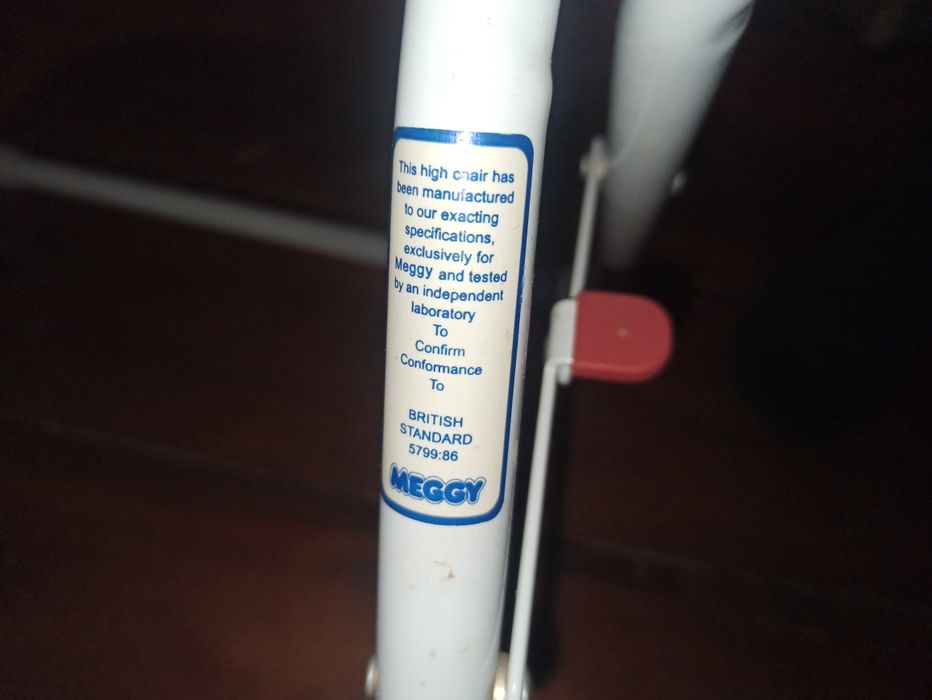 This high chair has
been manufactured
to our exacting
specifications,
exclusively for
Meggy and tested
by an independent
laboratory
To
Confirm
Conformance
To
BRITISH
STANDARD
5799:86
MEGGY